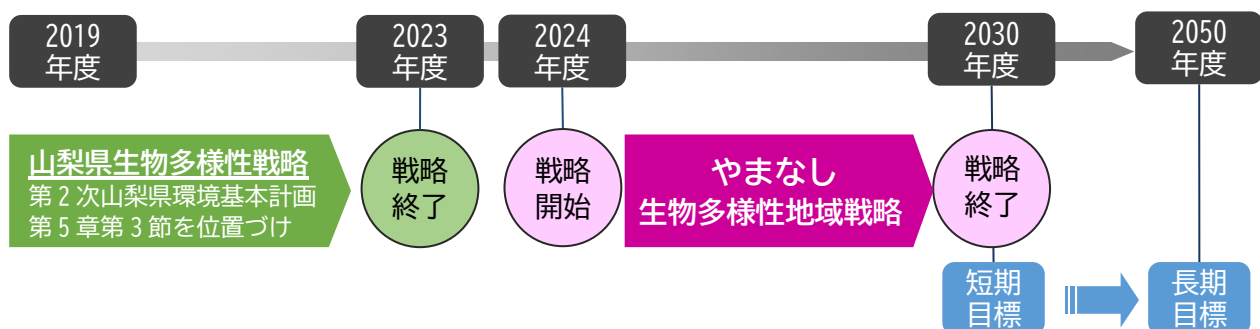 2019
年度
2023
年度
2024
年度
2030
年度
2050
年度
山梨県生物多様性戦略
第2次山梨県環境基本計画
第5章第3節を位置づけ
戦略
終了
戦略
開始
やまなし
生物多様性地域戦略
戦略
終了
短期
目標
長期
目標